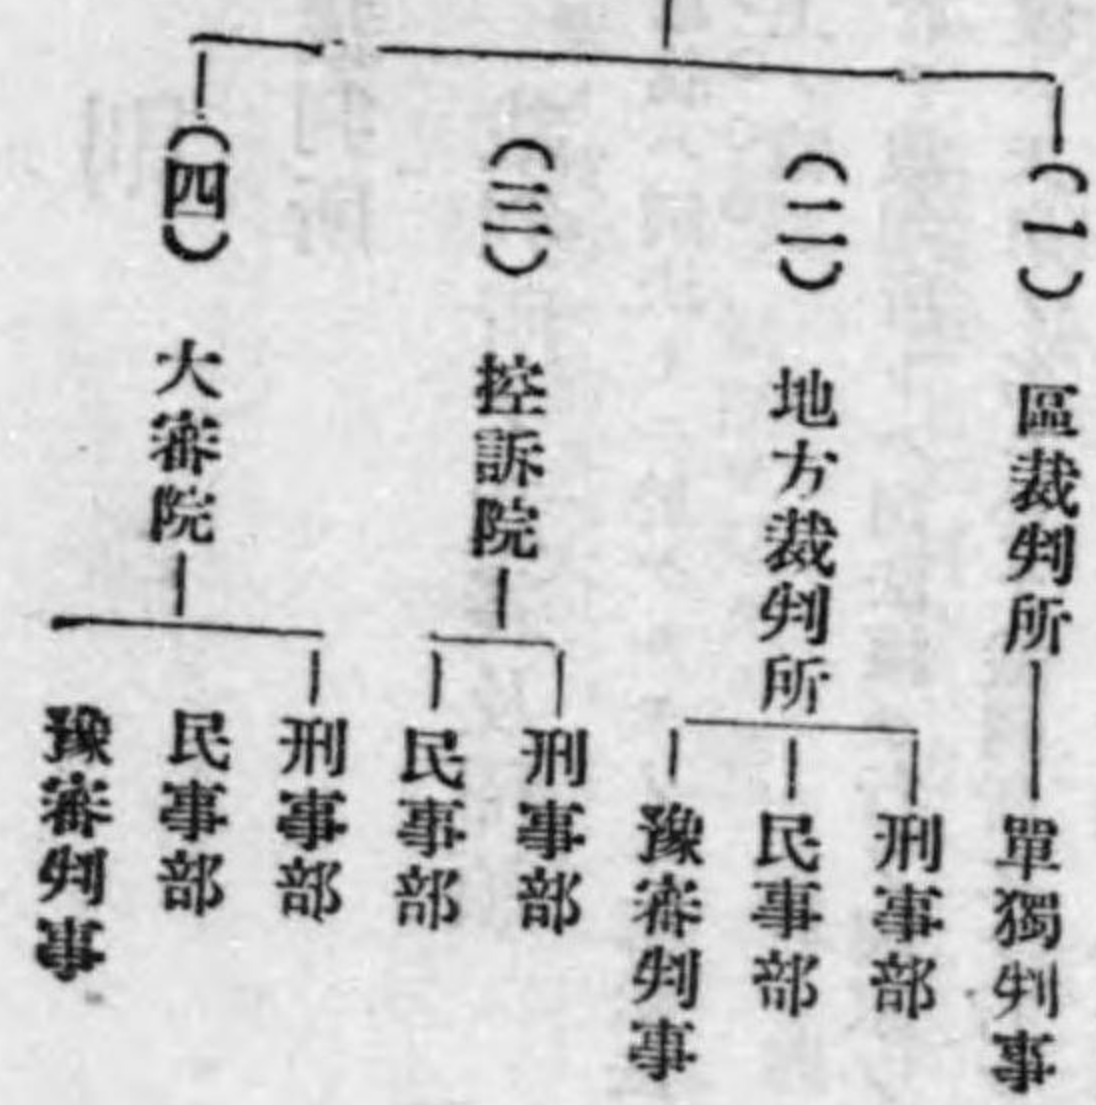 (一) 區裁判所
單獨判事
(二) 地方裁判所
刑事部
民事部
豫審判事
(三) 控訴院
刑事部
民事部
(四) 大審院
刑事部
民事部
豫審判事